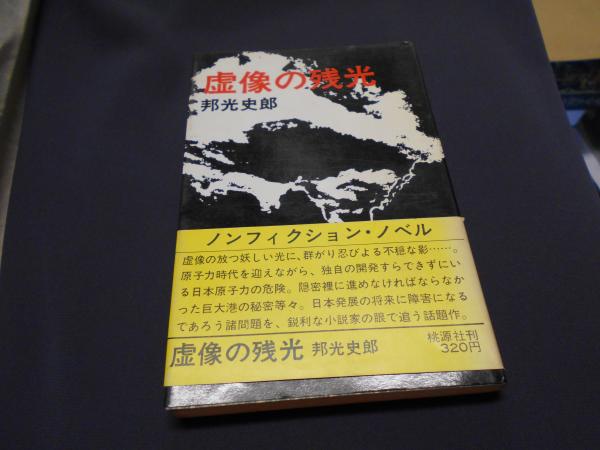 虚像の残光
邦光史郎
ノンフィクション・ノベル
虚像の放つ妖しい光に、群がり忍びよる不穏な影……。
原子力時代を迎えながら、独自の開発すらできずにい
る日本原子力の危険。隠密裡に進めなければならなか
った巨大港の秘密等々。日本発展の将来に障害になる
であろう諸問題を、鋭利な小説家の眼で追う話題作。
虚像の残光 邦光史郎
桃源社刊
320円